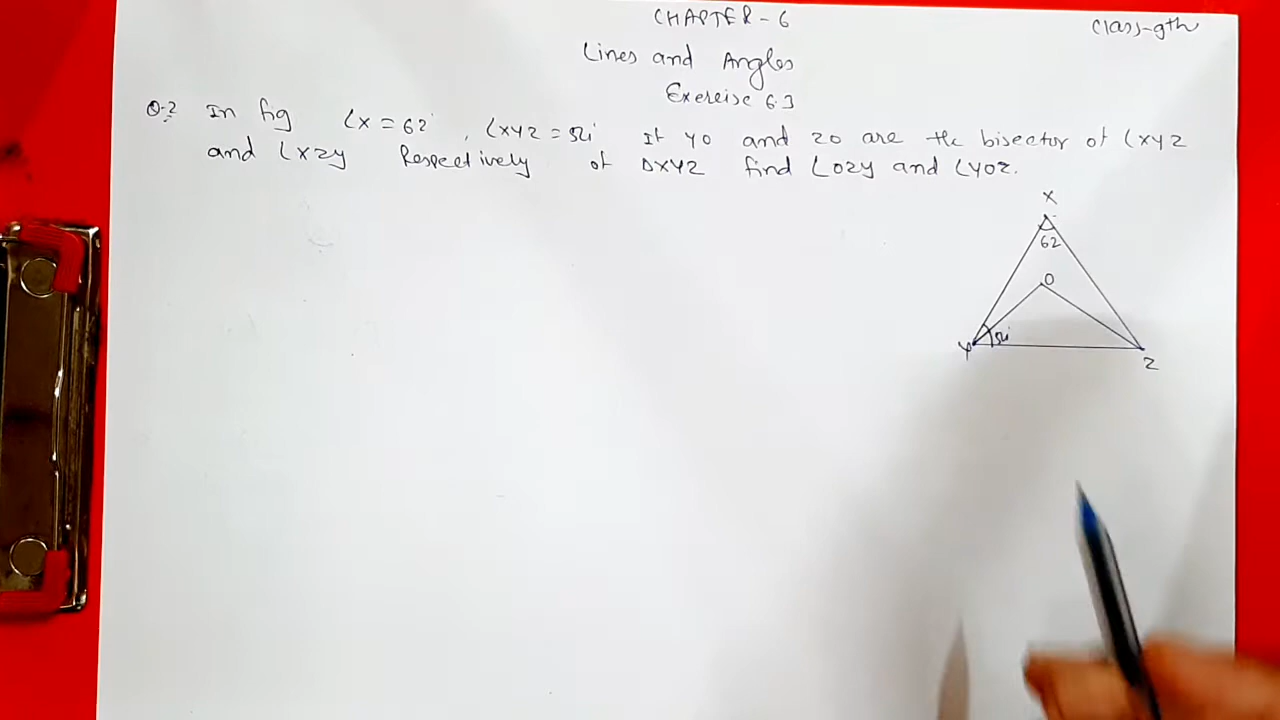 CHAPTER-6
Class-9th
Lines and Angles
Exercise 6.3
Q.2 In fig ∠X = 62° , ∠XYZ = 54° If YO and ZO are the bisector of ∠XYZ
and ∠XZY Respectively of ΔXYZ find ∠OZY and ∠YOZ.
X
62
O
54°
Y
Z